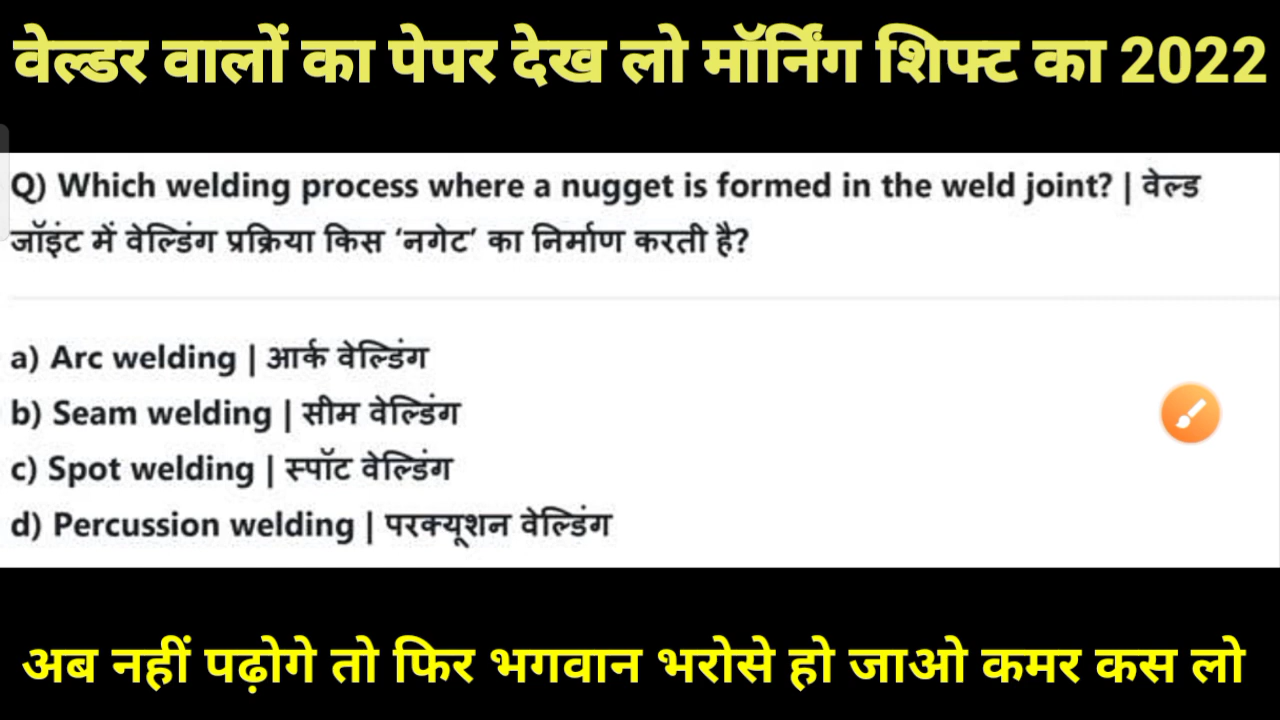 वेल्डर वालों का पेपर देख लो मॉर्निंग शिफ्ट का 2022
Q) Which welding process where a nugget is formed in the weld joint? | वेल्ड
जॉइंट में वेल्डिंग प्रक्रिया किस ‘नगेट’ का निर्माण करती है?
a) Arc welding | आर्क वेल्डिंग
b) Seam welding | सीम वेल्डिंग
c) Spot welding | स्पॉट वेल्डिंग
d) Percussion welding | परक्यूशन वेल्डिंग
अब नहीं पढ़ोगे तो फिर भगवान भरोसे हो जाओ कमर कस लो